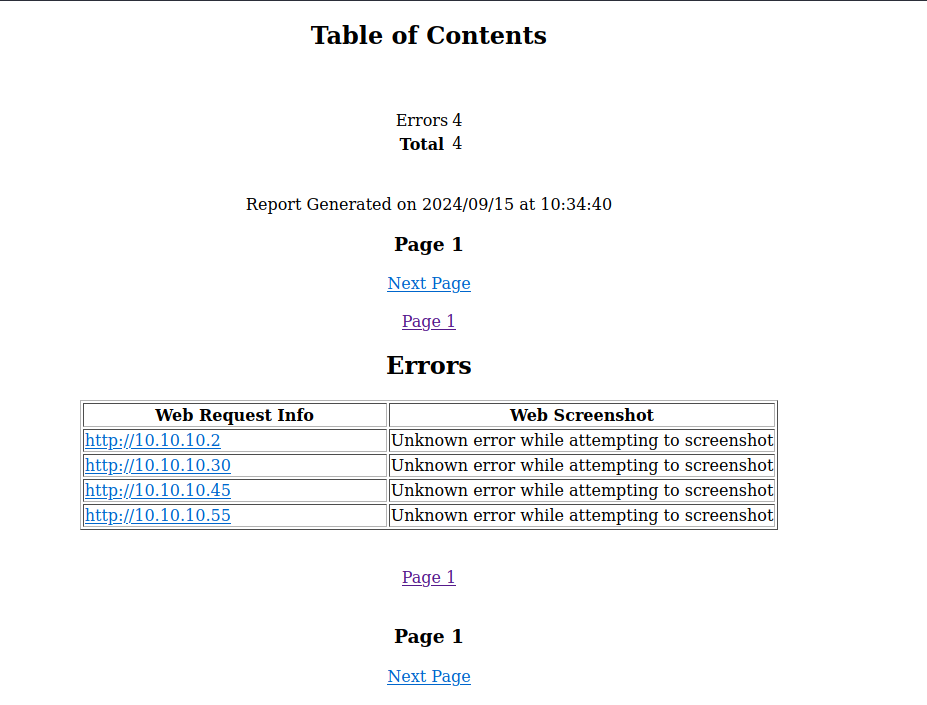 Table of Contents
Errors 4
Total 4
Report Generated on 2024/09/15 at 10:34:40
Page 1
Next Page
Page 1
Errors
Web Request Info Web Screenshot
http://10.10.10.2 Unknown error while attempting to screenshot
http://10.10.10.30 Unknown error while attempting to screenshot
http://10.10.10.45 Unknown error while attempting to screenshot
http://10.10.10.55 Unknown error while attempting to screenshot
Page 1
Page 1
Next Page